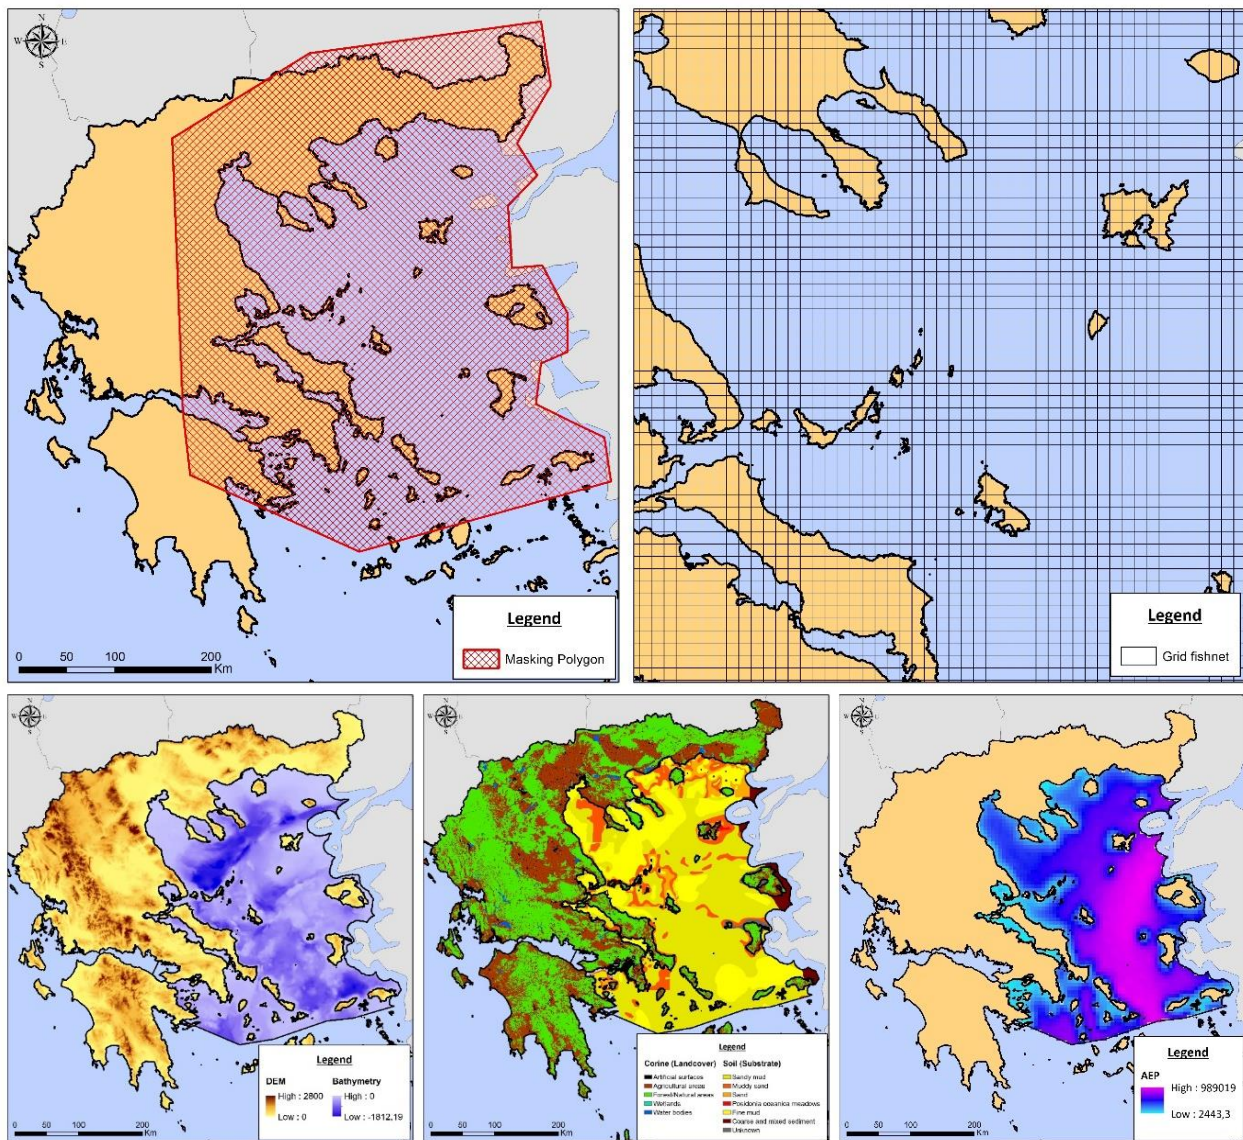 N
W E
S
Legend
Masking Polygon
0 50 100 200
Km
Legend
Grid fishnet
N
W E
S
Legend
DEM Bathymetry
High : 2800 High : 0
Low : 0 Low : -1812,19
0 50 100 200
Km
N
W E
S
Legend
Corine (Landcover) Soil (Substrate)
Artificial surfaces Sandy mud
Agricultural areas Muddy sand
Forest/Natural areas Sand
Wetlands Posidonia oceanica meadows
Water bodies Fine mud
Coarse and mixed sediment
Unknown
0 50 100 200
Km
N
W E
S
Legend
AEP
High : 989019
Low : 2443,3
0 50 100 200
Km